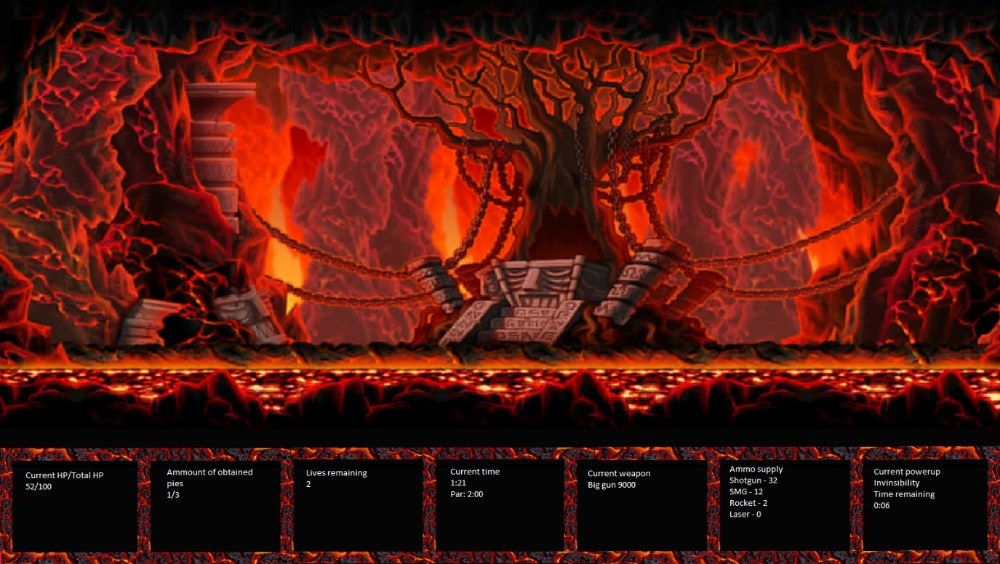 Current HP/Total HP
52/100
Ammount of obtained
pies
1/3
Lives remaining
2
Current time
1:21
Par: 2:00
Current weapon
Big gun 9000
Ammo supply
Shotgun - 32
SMG - 12
Rocket - 2
Laser - 0
Current powerup
Invinsibility
Time remaining
0:06